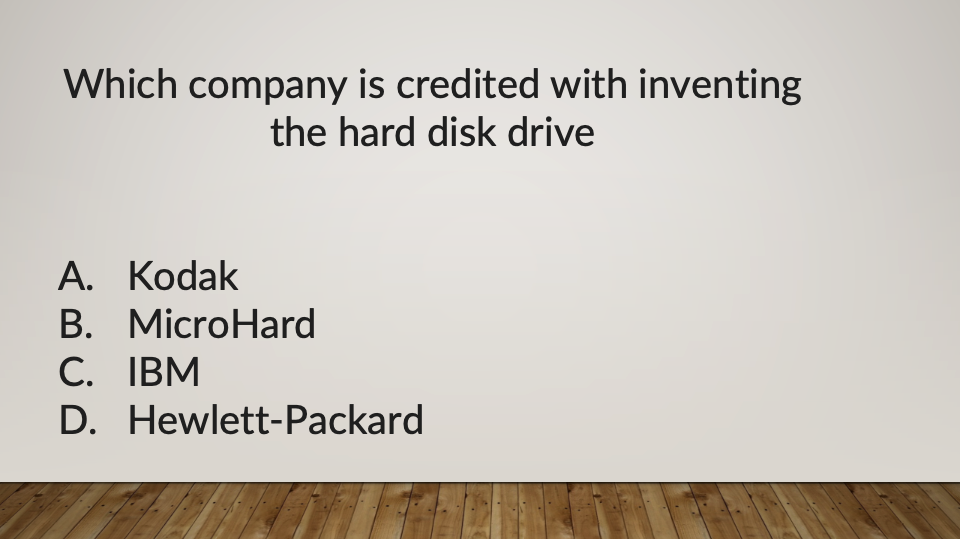 Which company is credited with inventing
the hard disk drive
A. Kodak
B. MicroHard
C. IBM
D. Hewlett-Packard